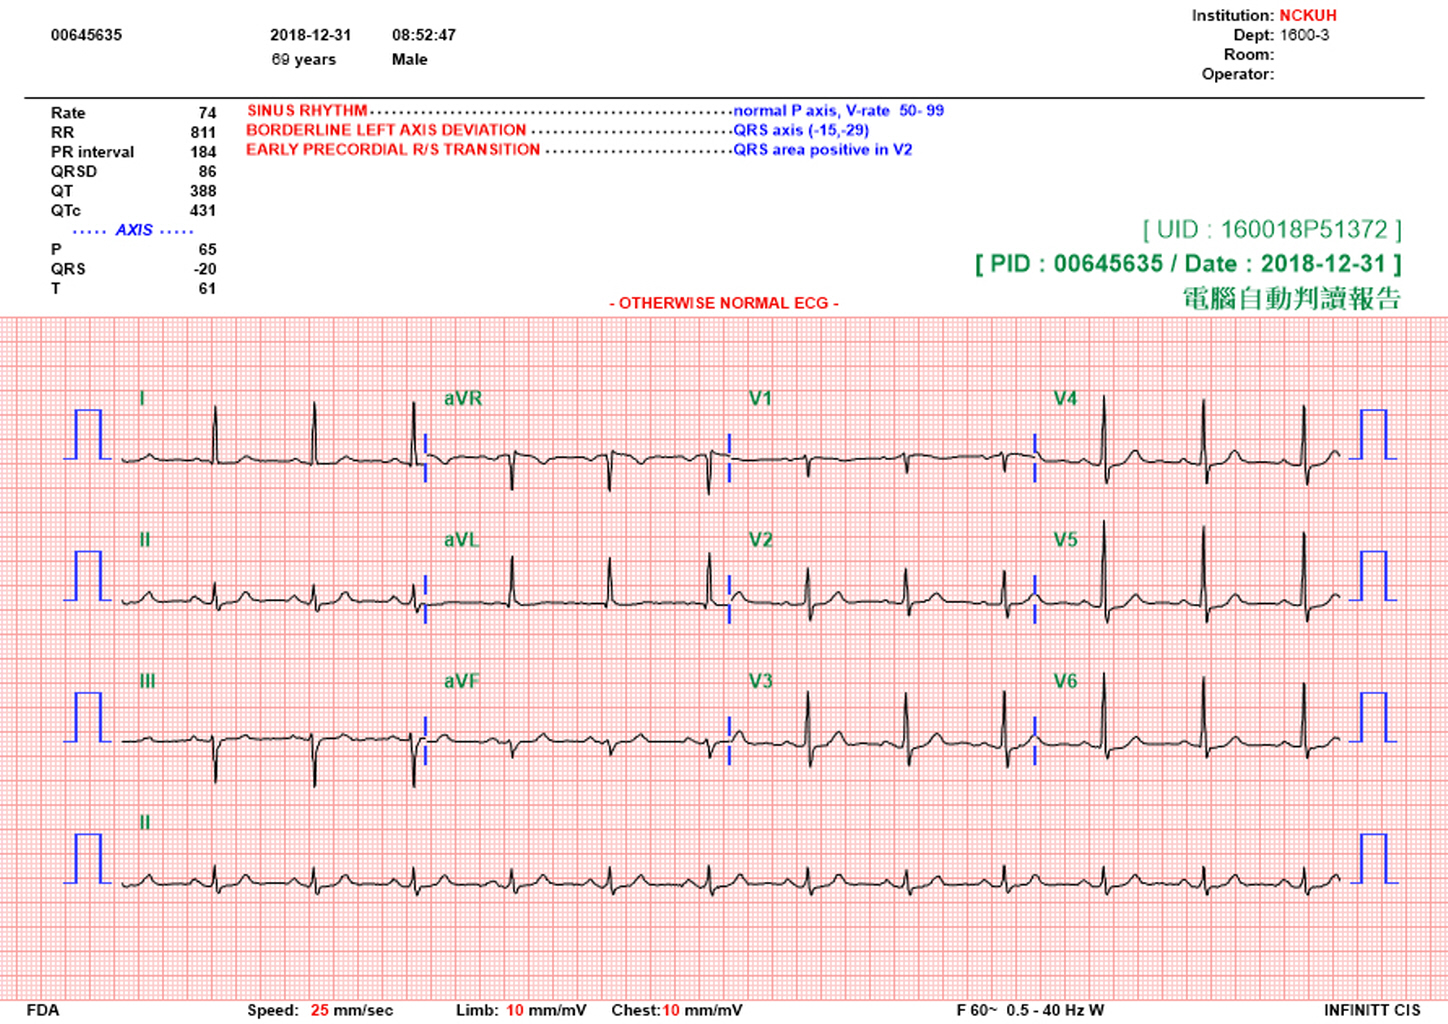 Institution: NCKUH
00645635 2018-12-31 08:52:47 Dept: 1600-3
69 years Male Room:
Operator:
Rate 74 SINUS RHYTHM normal P axis, V-rate 50- 99
RR 811 BORDERLINE LEFT AXIS DEVIATION QRS axis (-15,-29)
PR interval 184 EARLY PRECORDIAL R/S TRANSITION QRS area positive in V2
QRSD 86
QT 388
QTc 431
····· AXIS ·····
P 65
QRS -20
T 61
[ UID : 160018P51372 ]
[ PID : 00645635 / Date : 2018-12-31 ]
電腦自動判讀報告
- OTHERWISE NORMAL ECG -
I aVR V1 V4
II aVL V2 V5
III aVF V3 V6
II
FDA Speed: 25 mm/sec Limb: 10 mm/mV Chest:10 mm/mV F 60~ 0.5 - 40 Hz W INFINITT CIS